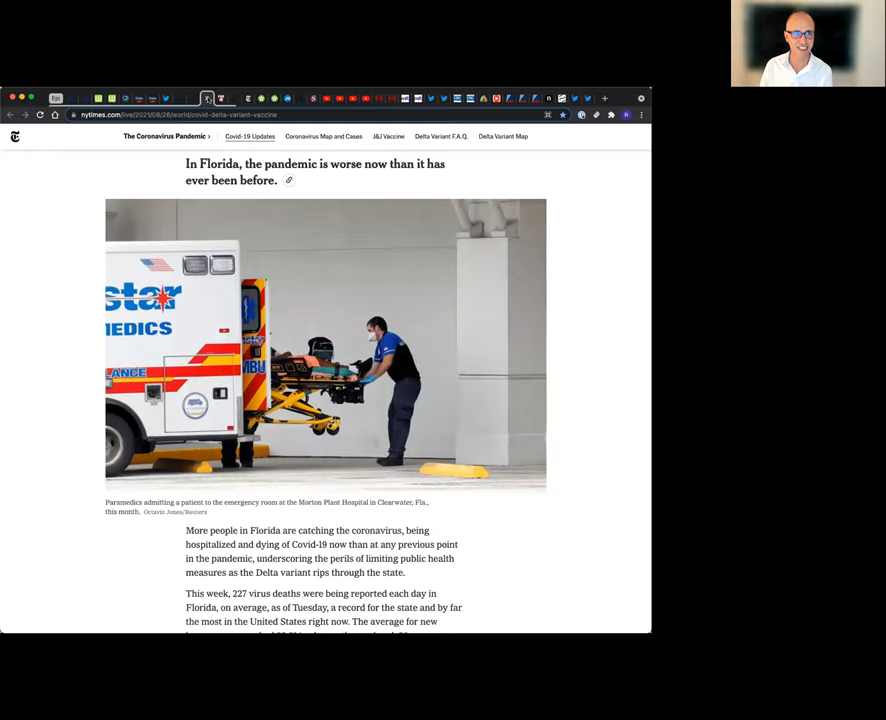 Epi
nytimes.com/live/2021/08/26/world/covid-delta-variant-vaccine
The Coronavirus Pandemic › Covid-19 Updates Coronavirus Map and Cases J&J Vaccine Delta Variant F.A.Q. Delta Variant Map
In Florida, the pandemic is worse now than it has
ever been before.
star
MEDICS
ANCE
MBU
Paramedics admitting a patient to the emergency room at the Morton Plant Hospital in Clearwater, Fla.,
this month. Octavio Jones/Reuters
More people in Florida are catching the coronavirus, being
hospitalized and dying of Covid-19 now than at any previous point
in the pandemic, underscoring the perils of limiting public health
measures as the Delta variant rips through the state.
This week, 227 virus deaths were being reported each day in
Florida, on average, as of Tuesday, a record for the state and by far
the most in the United States right now. The average for new